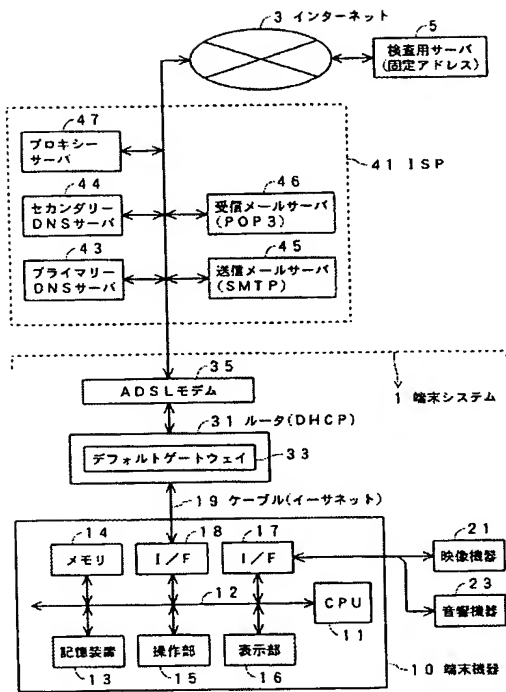 3 インターネット
5
検査用サーバ
(固定アドレス)
47
プロキシー
サーバ
41 ISP
44
セカンダリー
DNSサーバ
46
受信メールサーバ
(POP3)
43
プライマリー
DNSサーバ
45
送信メールサーバ
(SMTP)
35
ADSLモデム
1 端末システム
31 ルータ(DHCP)
デフォルトゲートウェイ
33
19 ケーブル(イーサネット)
14
メモリ
18
I/F
17
I/F
21
映像機器
12
CPU
11
23
音響機器
記憶装置
13
操作部
15
表示部
16
10 端末機器